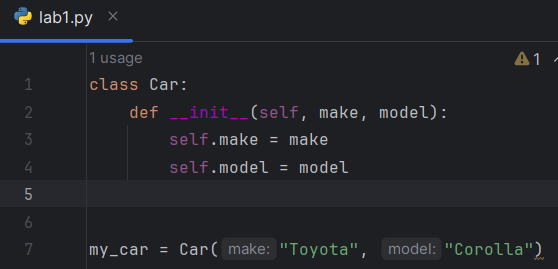 lab1.py
1 usage
1
1 class Car:
2     def __init__(self, make, model):
3         self.make = make
4         self.model = model
5
6
7 my_car = Car( make: "Toyota",  model: "Corolla")